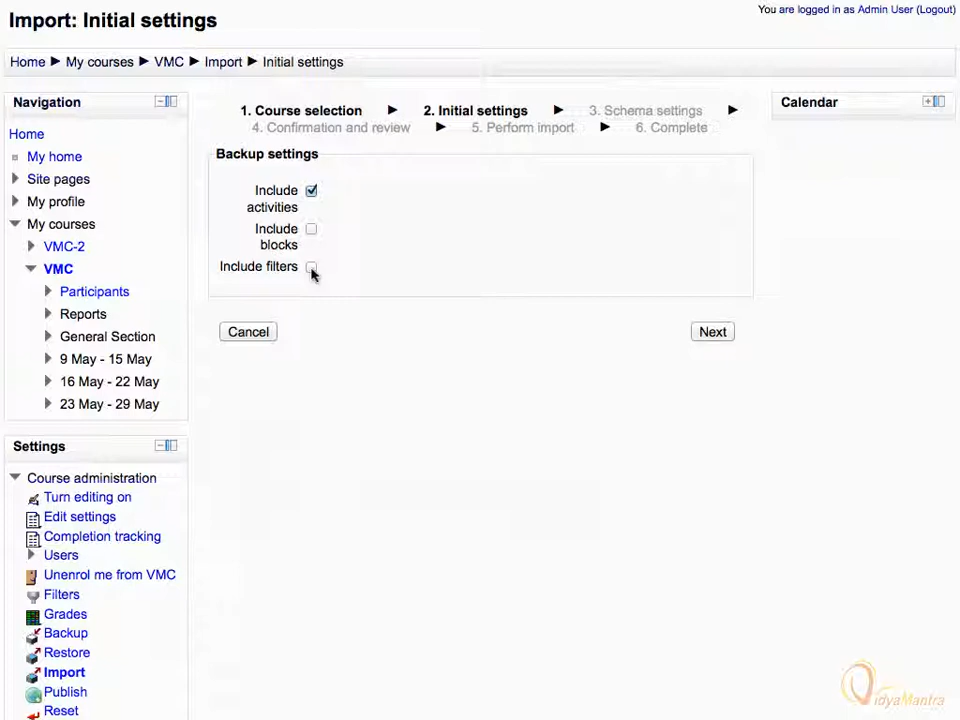 Import: Initial settings
You are logged in as Admin User (Logout)
Home ► My courses ► VMC ► Import ► Initial settings
Navigation
Home
My home
Site pages
My profile
My courses
VMC-2
VMC
Participants
Reports
General Section
9 May - 15 May
16 May - 22 May
23 May - 29 May
Settings
Course administration
Turn editing on
Edit settings
Completion tracking
Users
Unenrol me from VMC
Filters
Grades
Backup
Restore
Import
Publish
Reset
1. Course selection ► 2. Initial settings ► 3. Schema settings ►
4. Confirmation and review ► 5. Perform import ► 6. Complete
Backup settings
Include
activities
Include
blocks
Include filters
Cancel
Next
Calendar
VidyaMantra